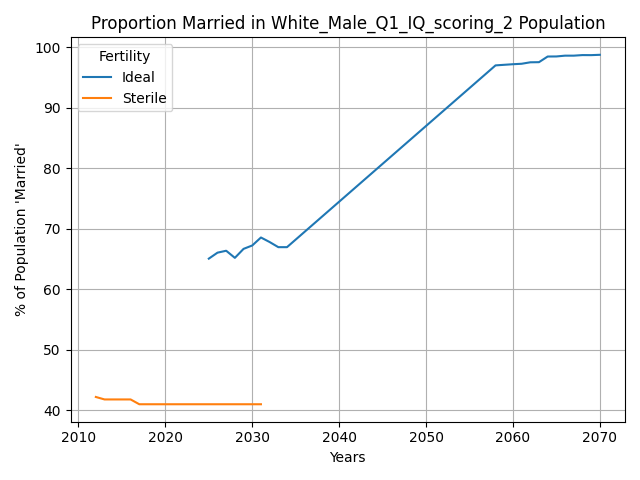 Proportion Married in White_Male_Q1_IQ_scoring_2 Population
Fertility
Ideal
Sterile
% of Population 'Married'
100
90
80
70
60
50
40
2010 2020 2030 2040 2050 2060 2070
Years